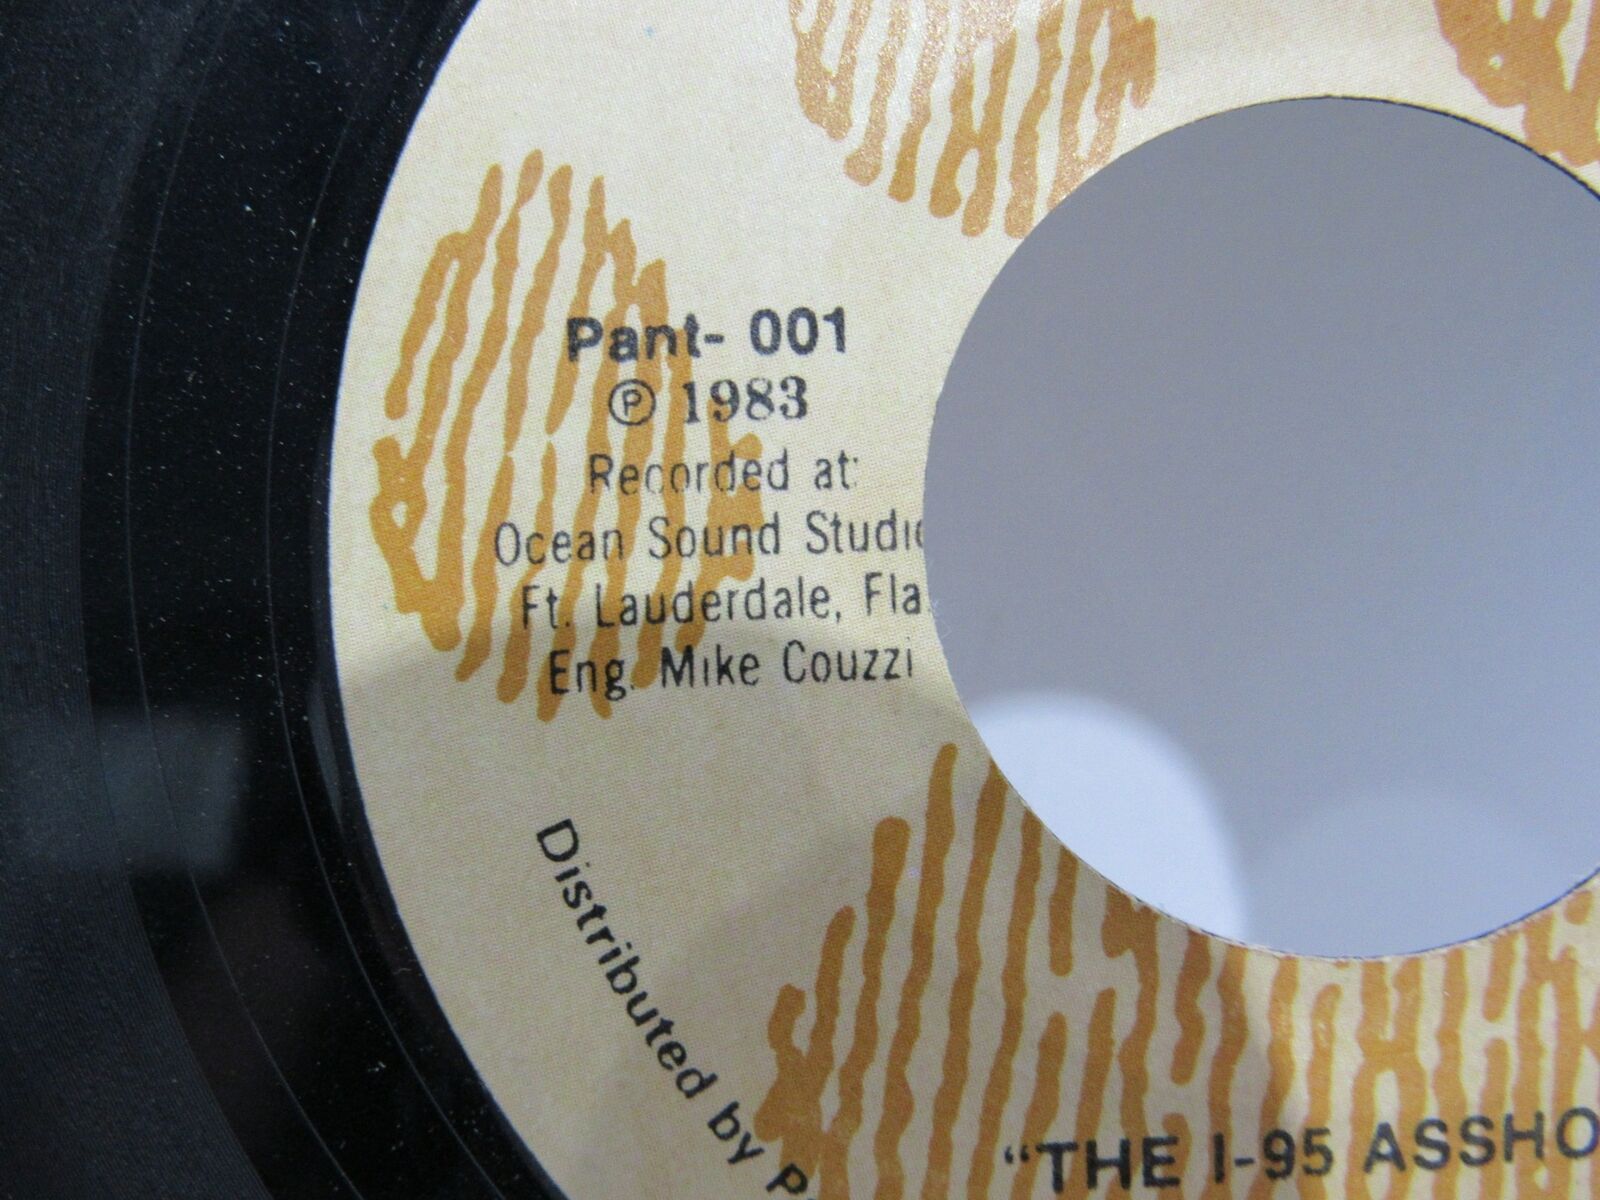 Pant- 001
℗ 1983
Recorded at:
Ocean Sound Studio
Ft. Lauderdale, Fla.
Eng. Mike Couzzi
Distributed by
"THE I-95 ASSHO